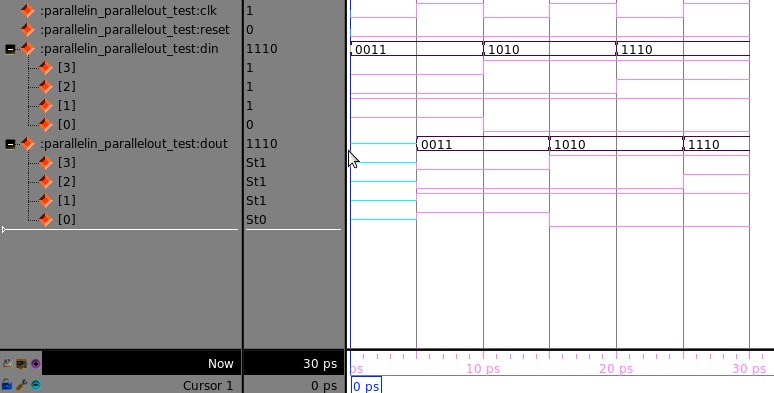 :parallelin_parallelout_test:clk 1
:parallelin_parallelout_test:reset 0
:parallelin_parallelout_test:din 1110 0011 1010 1110
[3] 1
[2] 1
[1] 1
[0] 0
:parallelin_parallelout_test:dout 1110 0011 1010 1110
[3] St1
[2] St1
[1] St1
[0] St0
Now 30 ps ps 10 ps 20 ps 30 ps
Cursor 1 0 ps 0 ps